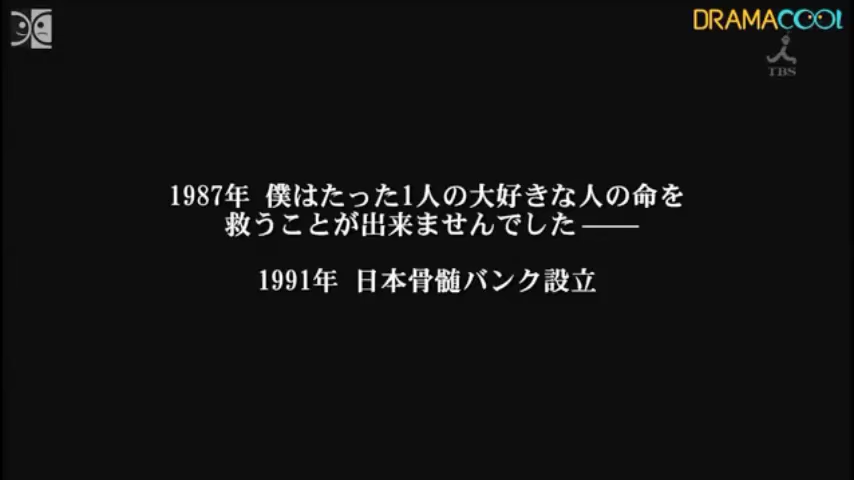 DRAMACOOL
TBS
1987年 僕はたった1人の大好きな人の命を
救うことが出来ませんでした――
1991年 日本骨髄バンク設立